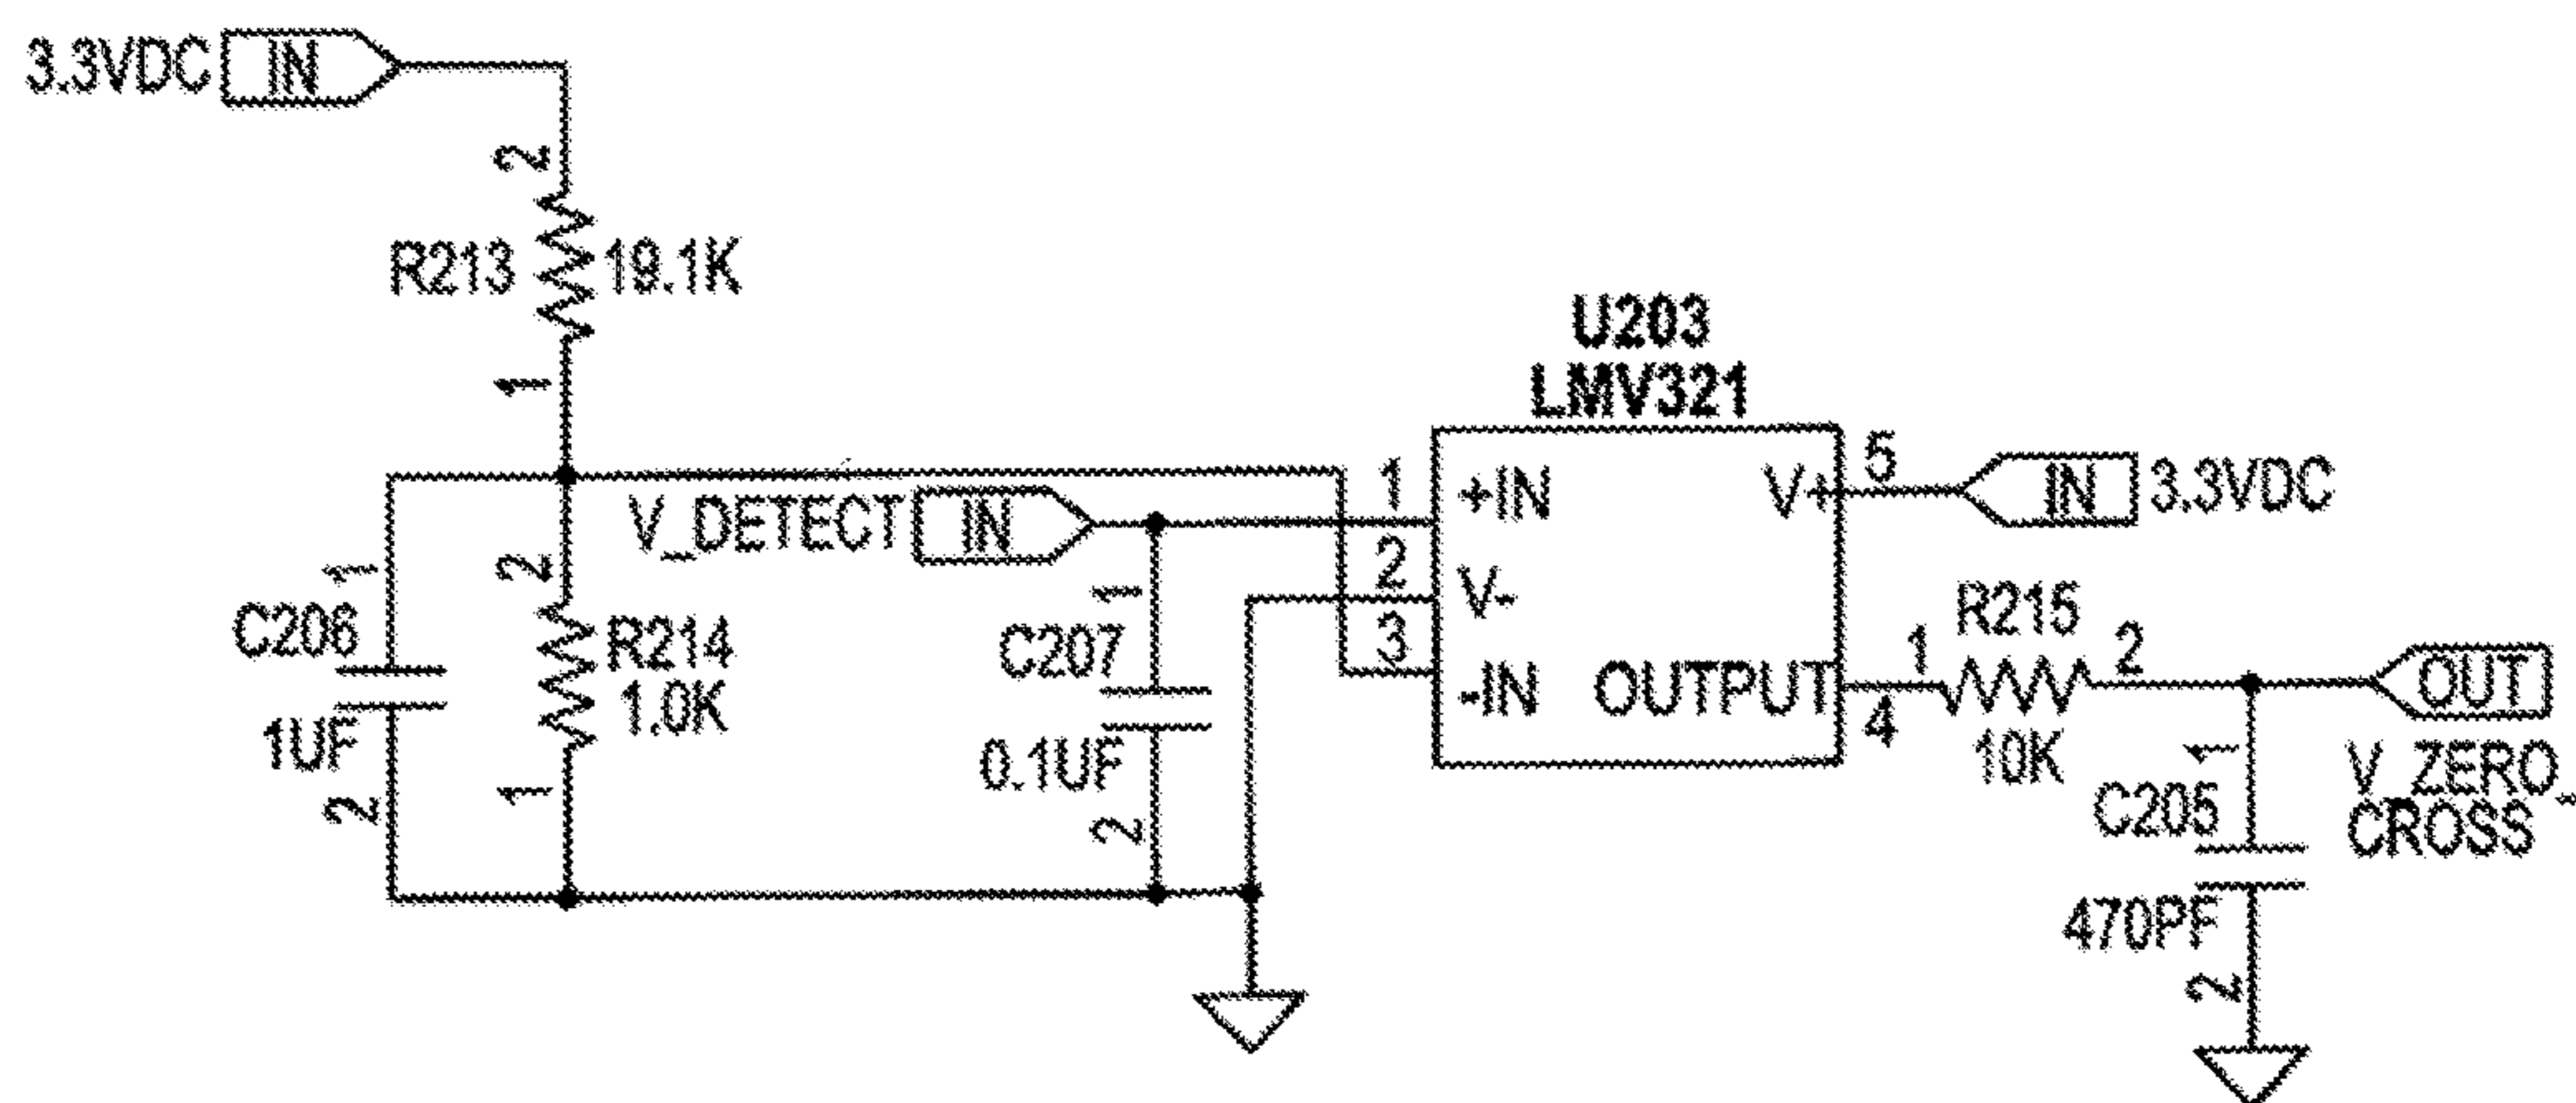 3.3VDC IN
2
R213 19.1K
1
U203
LMV321
1 +IN V+ 5 IN 3.3VDC
V_DETECT IN
2 V-
3 -IN OUTPUT 4
1 R215 2
10K
OUT
V_ZERO_
CROSS
1
C206
1UF
2
2
R214
1.0K
1
1
C207
0.1UF
2
1
C205
470PF
2